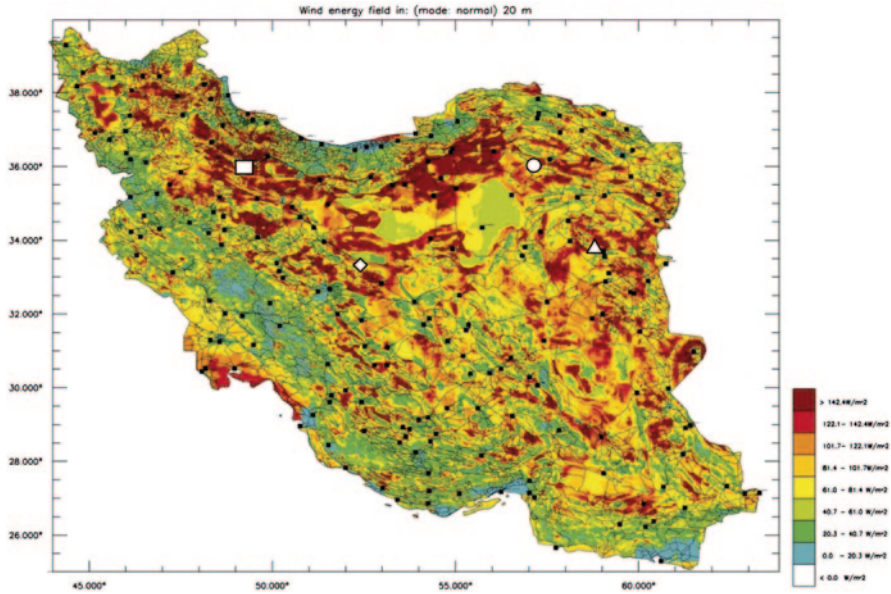 Wind energy field in: (mode: normal) 20 m
38.000°
36.000°
34.000°
32.000°
30.000°
28.000°
26.000°
45.000°
50.000°
55.000°
60.000°
> 142.4W/m²
122.1- 142.4W/m²
101.7- 122.1W/m²
81.4 - 101.7W/m²
61.0 - 81.4 W/m²
40.7 - 61.0 W/m²
20.3 - 40.7 W/m²
0.0 - 20.3 W/m²
< 0.0 W/m²